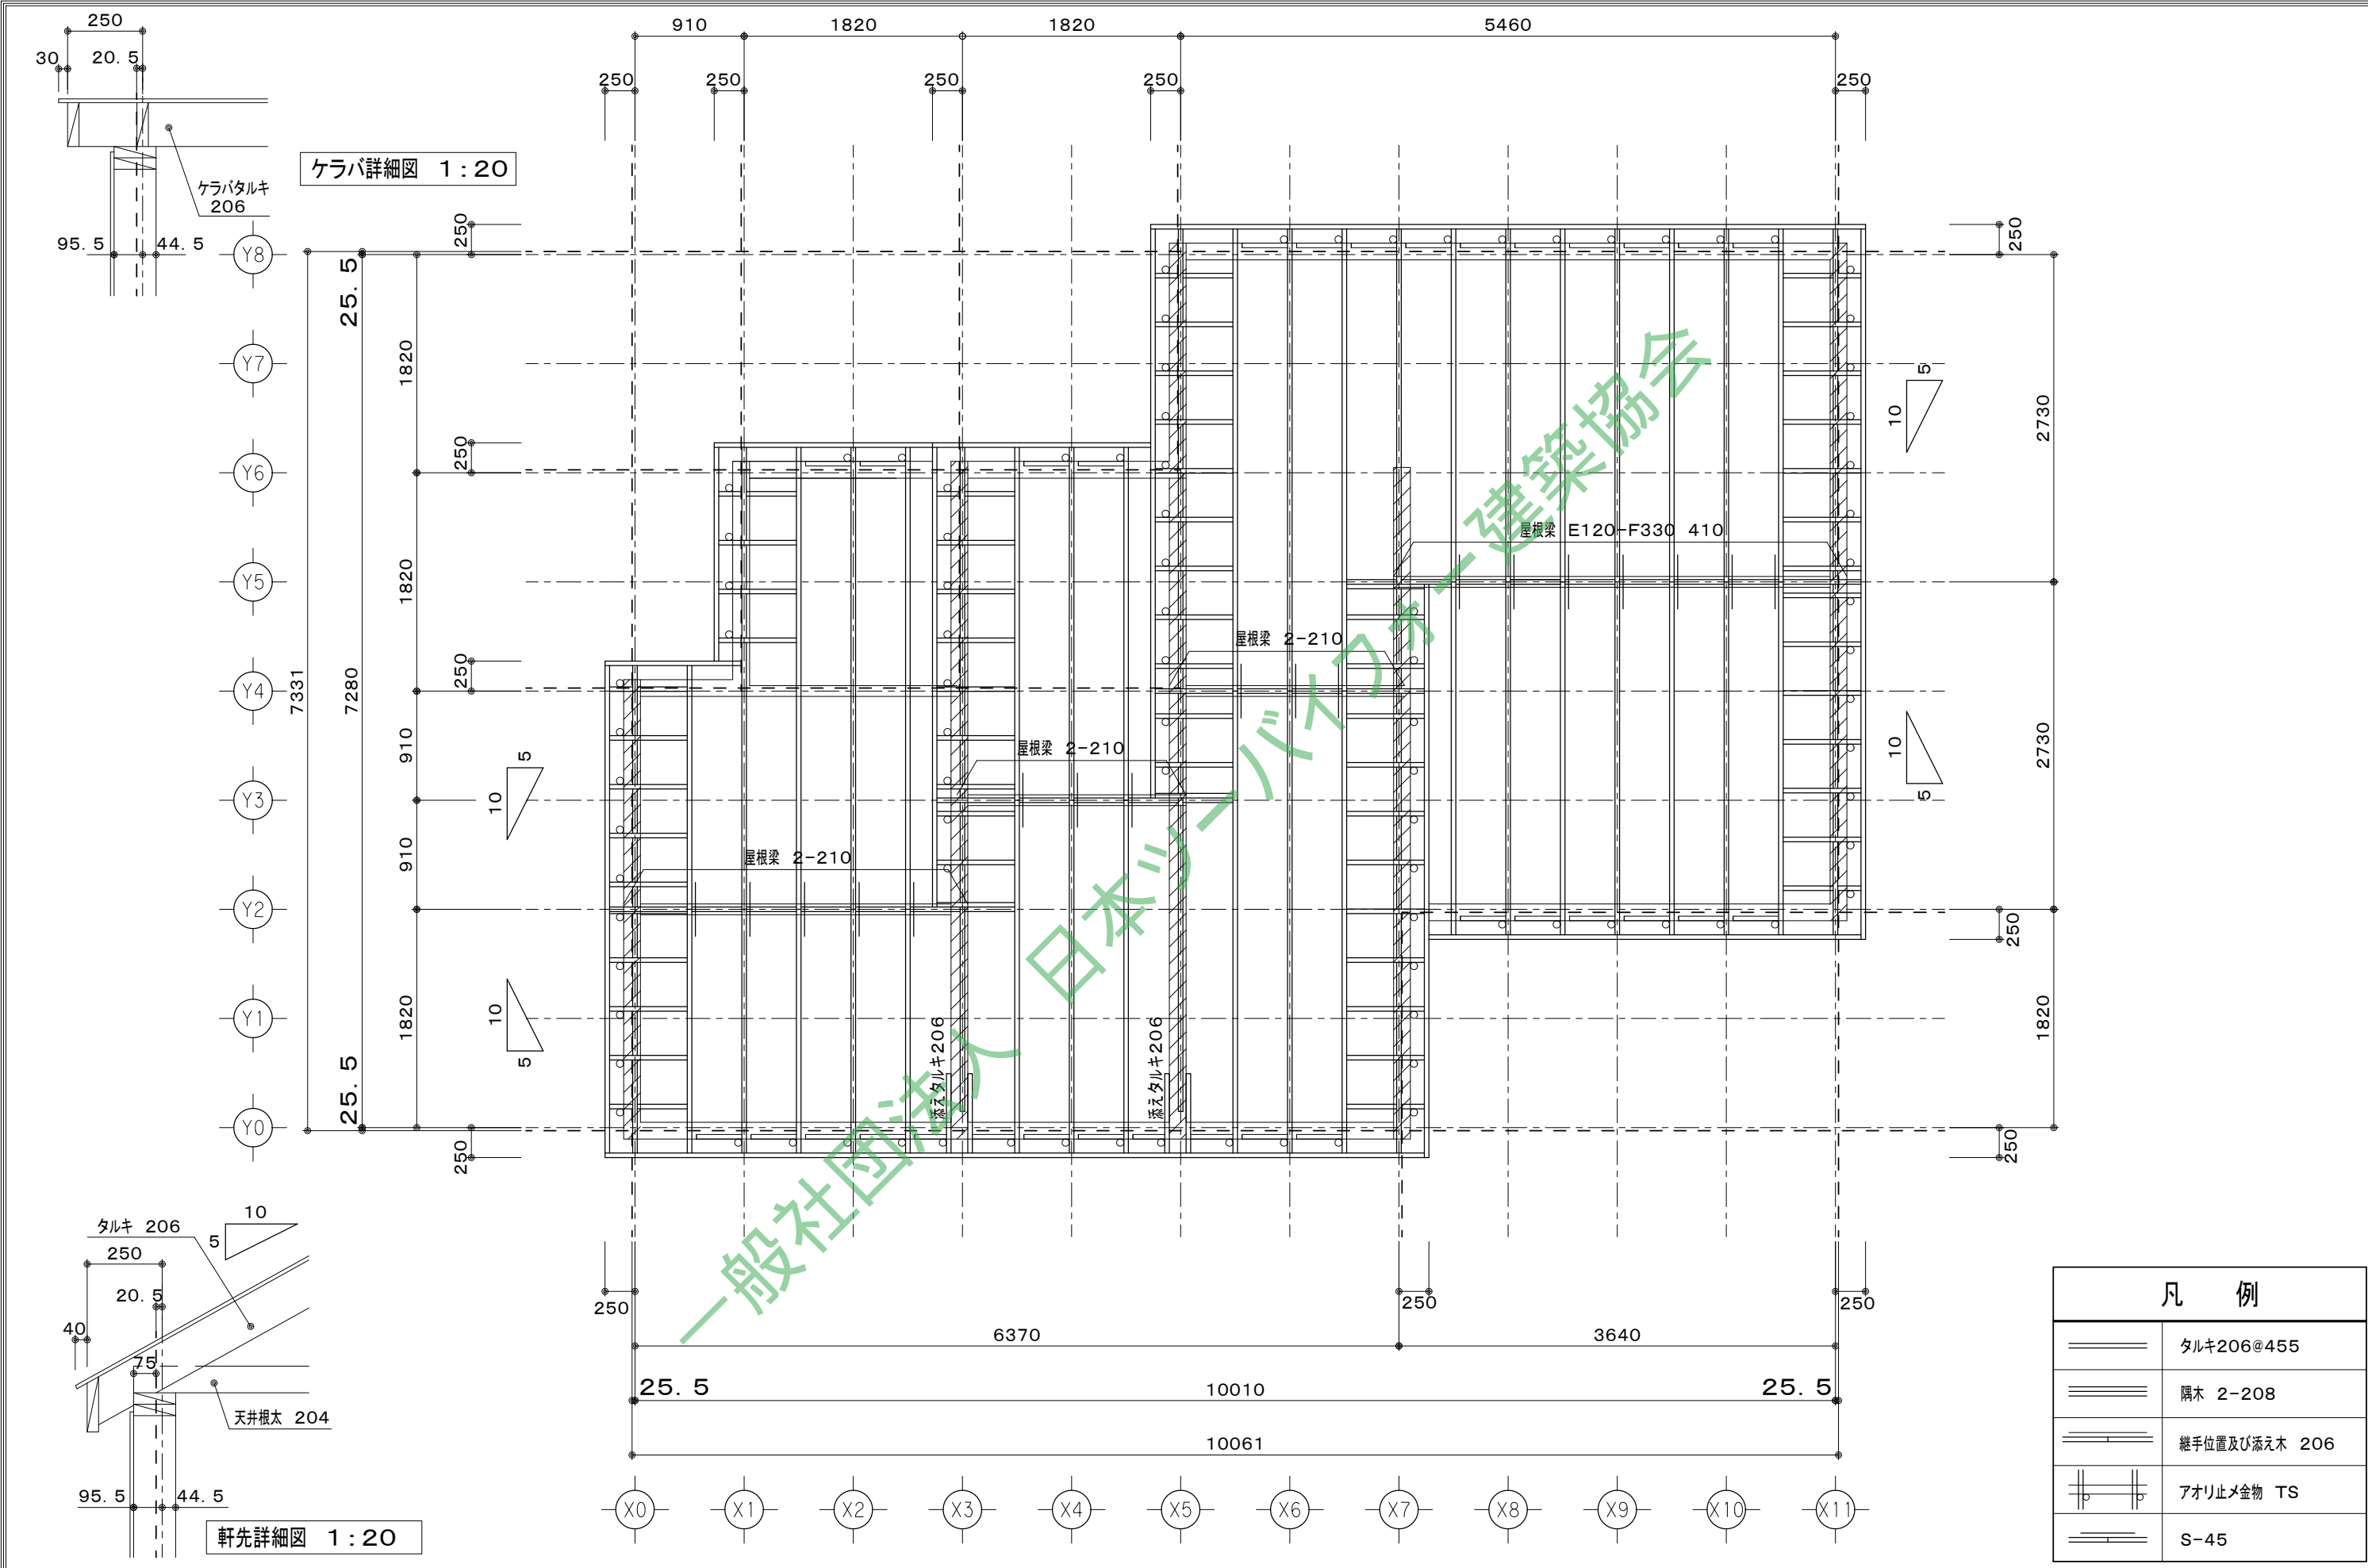 250
30
20.5
ケラバ詳細図 1:20
ケラバタルキ
206
95.5
44.5
910
1820
1820
5460
250
250
250
250
250
Y8
Y7
Y6
Y5
Y4
Y3
Y2
Y1
Y0
7331
25.5
7280
25.5
1820
1820
910
910
1820
250
250
250
250
10
5
10
5
屋根梁 E120-F330 410
屋根梁 2-210
屋根梁 2-210
屋根梁 2-210
添えタルキ206
添えタルキ206
一般社団法人 日本ツーバイフォー建築協会
5
10
10
5
250
2730
2730
250
1820
250
タルキ 206
10
5
250
20.5
40
75
天井根太 204
95.5
44.5
軒先詳細図 1:20
250
250
250
6370
3640
25.5
10010
25.5
10061
X0
X1
X2
X3
X4
X5
X6
X7
X8
X9
X10
X11
凡 例
タルキ206@455
隅木 2-208
継手位置及び添え木 206
アオリ止メ金物 TS
S-45